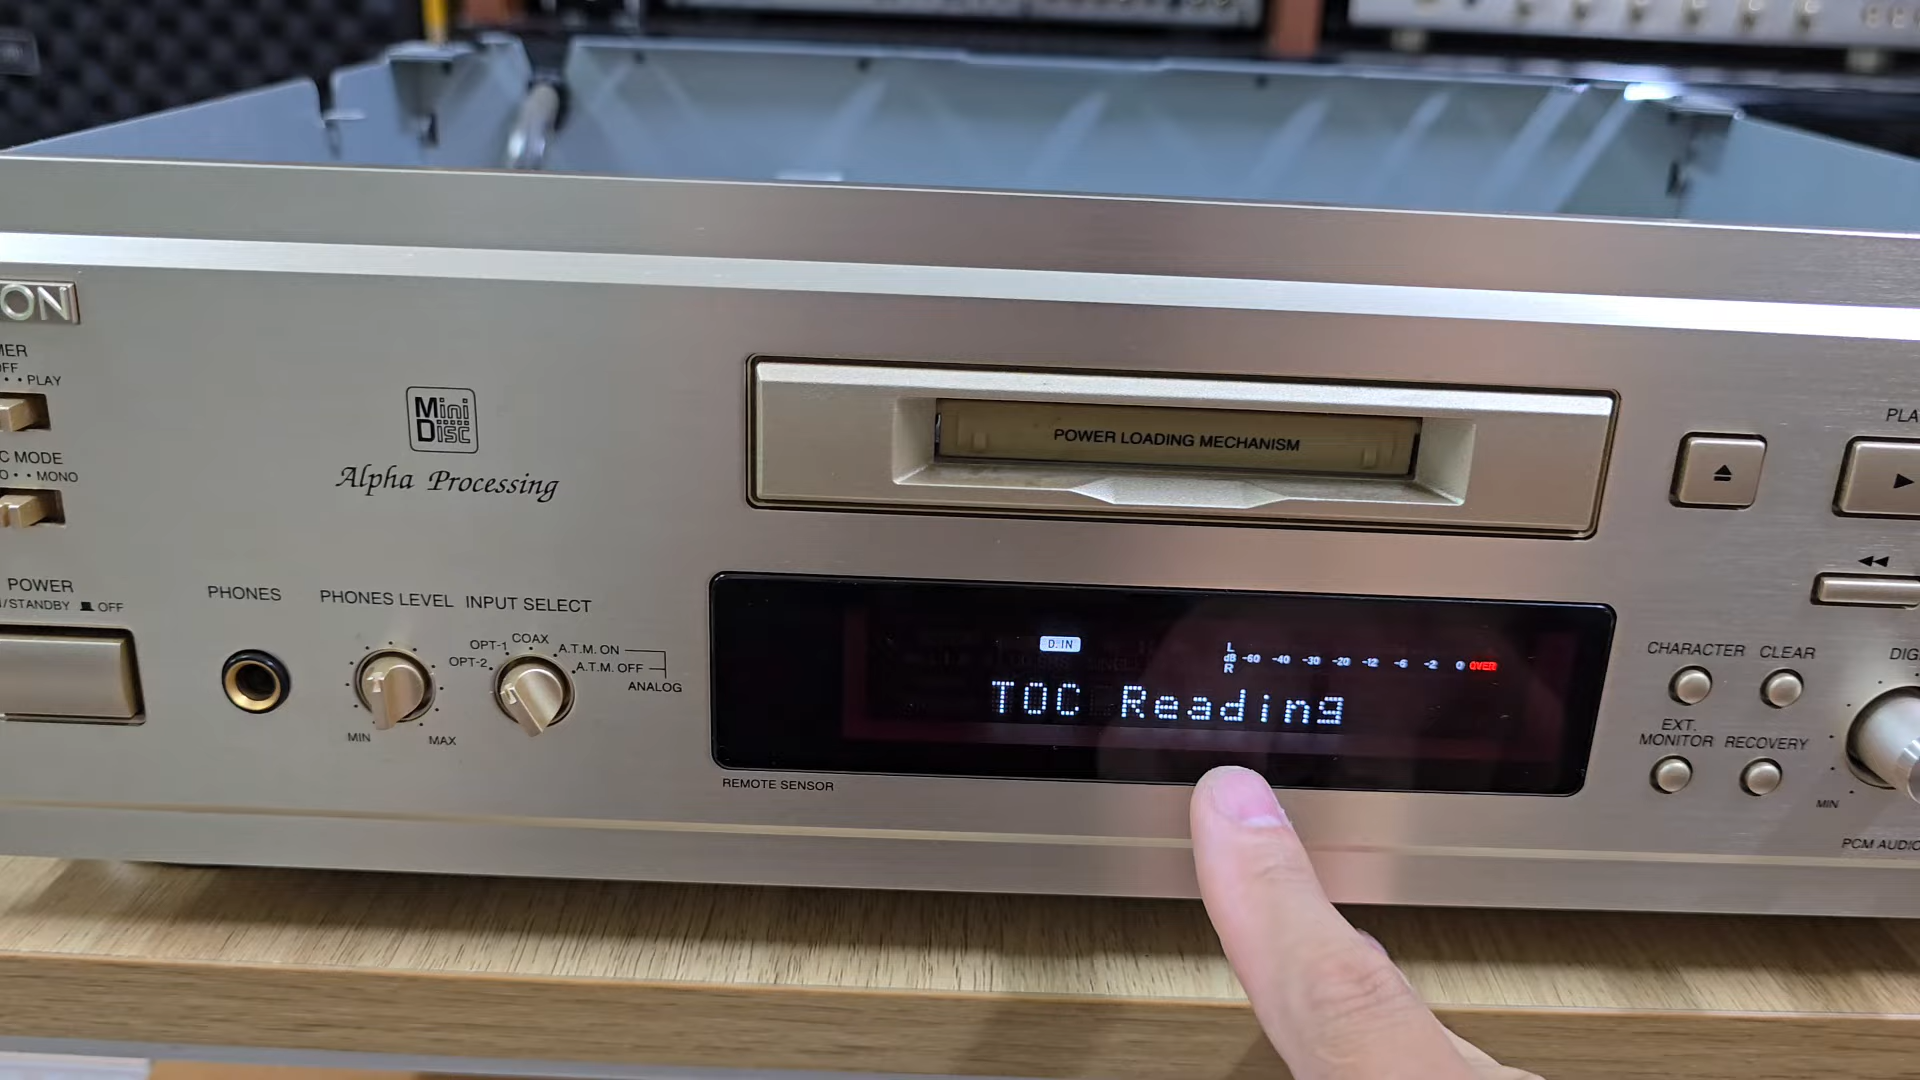 ON
MER
OFF
• • PLAY
Mini
Disc
Alpha Processing
C MODE
O • • MONO
POWER LOADING MECHANISM
PLA
POWER
/STANDBY OFF
PHONES
PHONES LEVEL
MIN
MAX
INPUT SELECT
OPT-2
OPT-1
COAX
A.T.M. ON
A.T.M. OFF
ANALOG
D.IN
L
dB -60 -40 -30 -20 -12 -6 -2 0 OVER
R
TOC Reading
REMOTE SENSOR
CHARACTER CLEAR
EXT.
MONITOR RECOVERY
DIG
MIN
PCM AUDIO